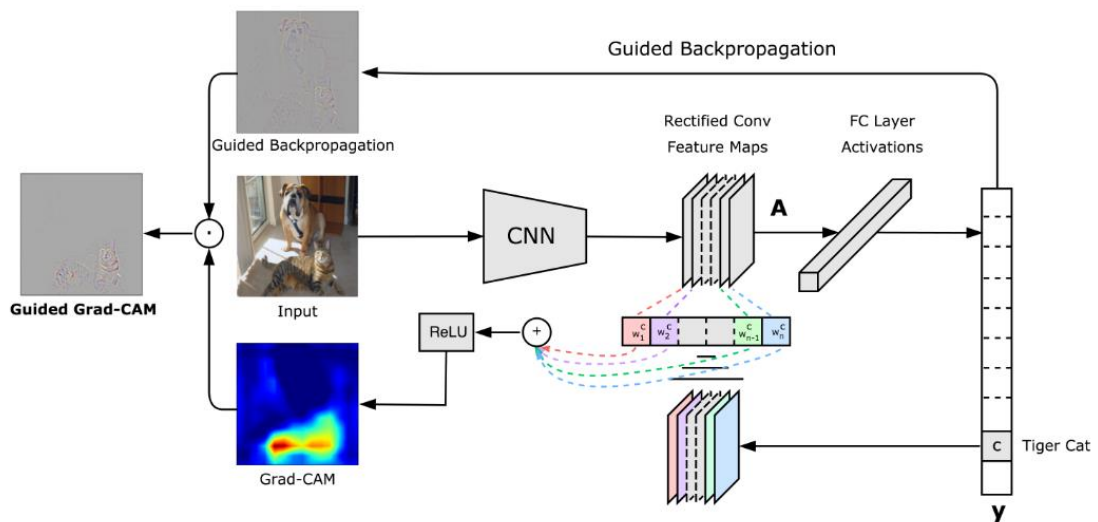 Guided Backpropagation
Guided Backpropagation
Rectified Conv
Feature Maps
FC Layer
Activations
A
CNN
Input
Guided Grad-CAM
w₁ᶜ w₂ᶜ wₙ₋₁ᶜ wₙᶜ
ReLU
+
Grad-CAM
c
Tiger Cat
y